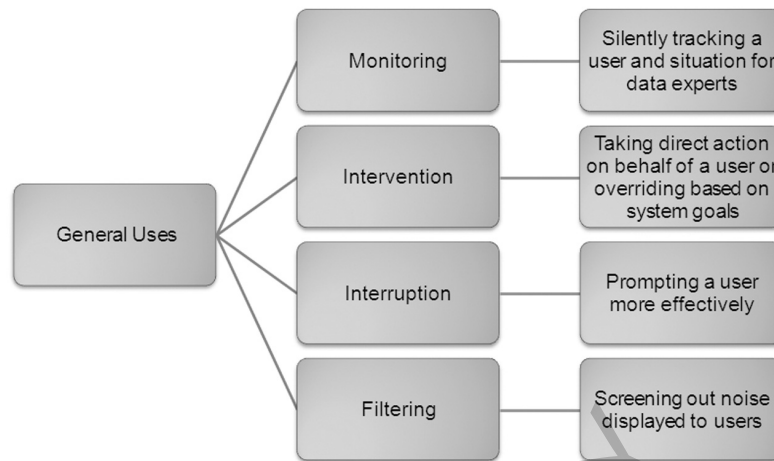 General Uses
Monitoring
Silently tracking a
user and situation for
data experts
Intervention
Taking direct action
on behalf of a user or
overriding based on
system goals
Interruption
Prompting a user
more effectively
Filtering
Screening out noise
displayed to users